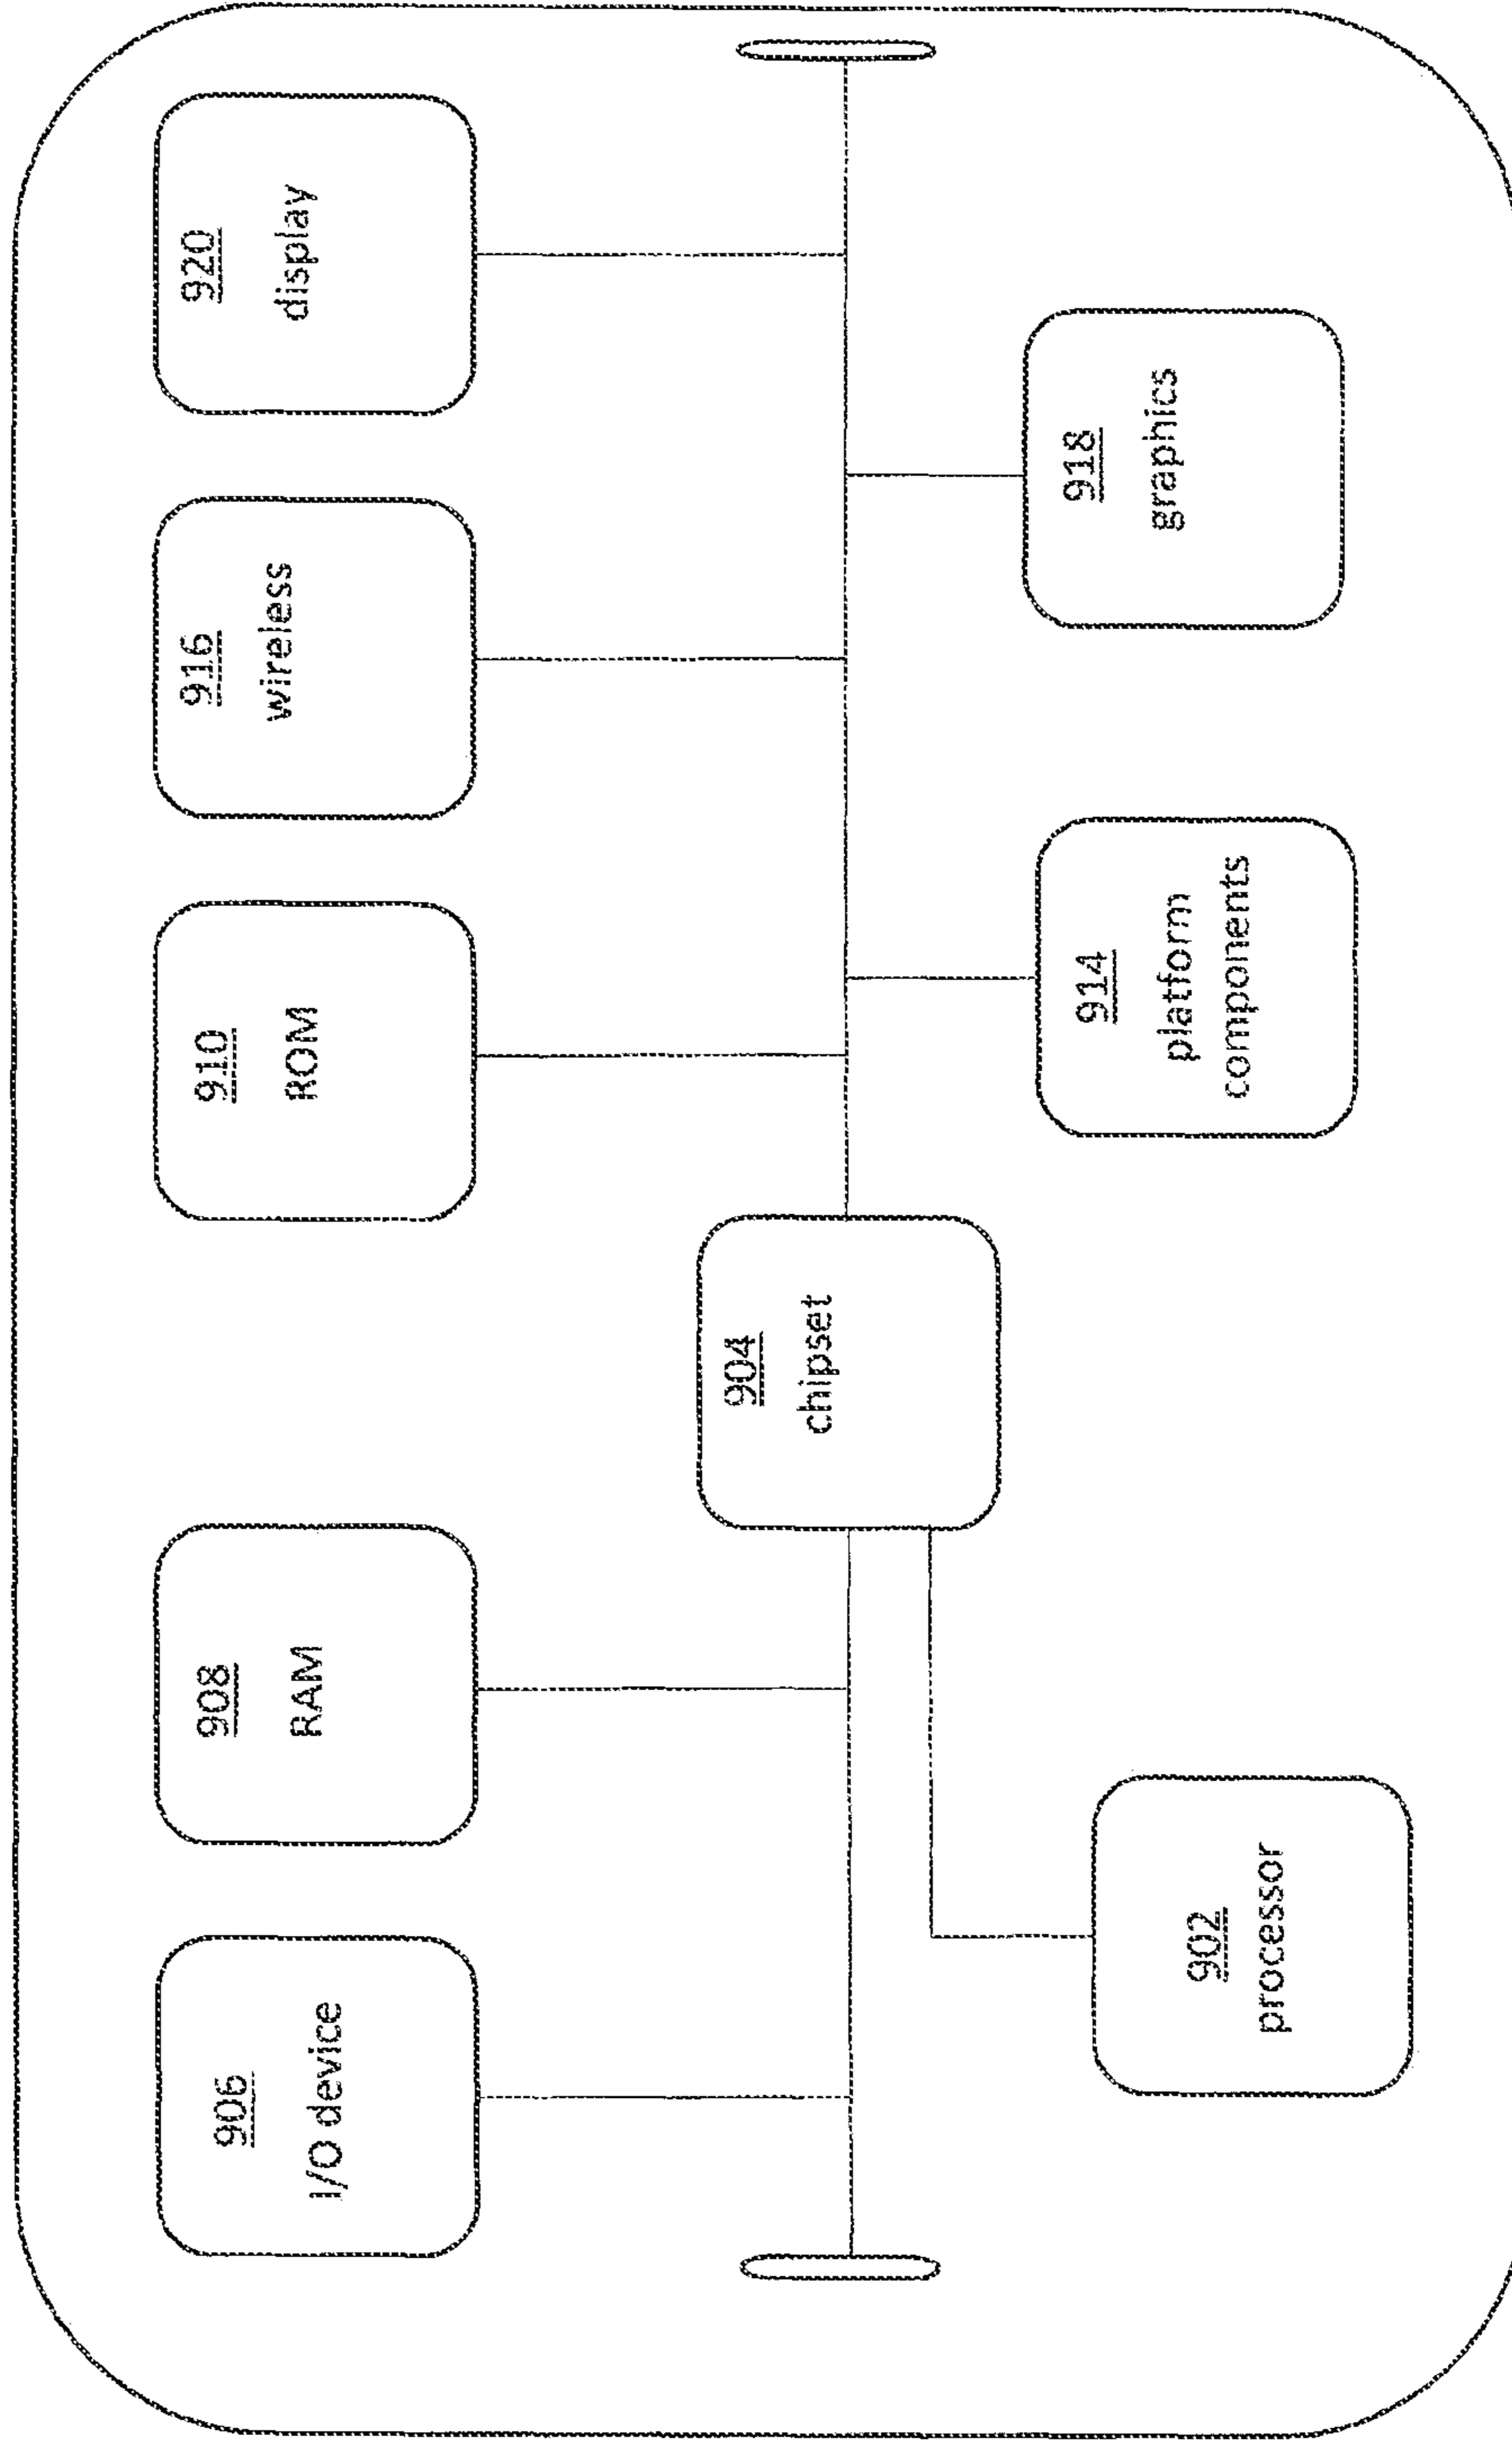 906
I/O device
908
RAM
910
ROM
916
wireless
920
display
904
chipset
902
processor
914
platform
components
918
graphics